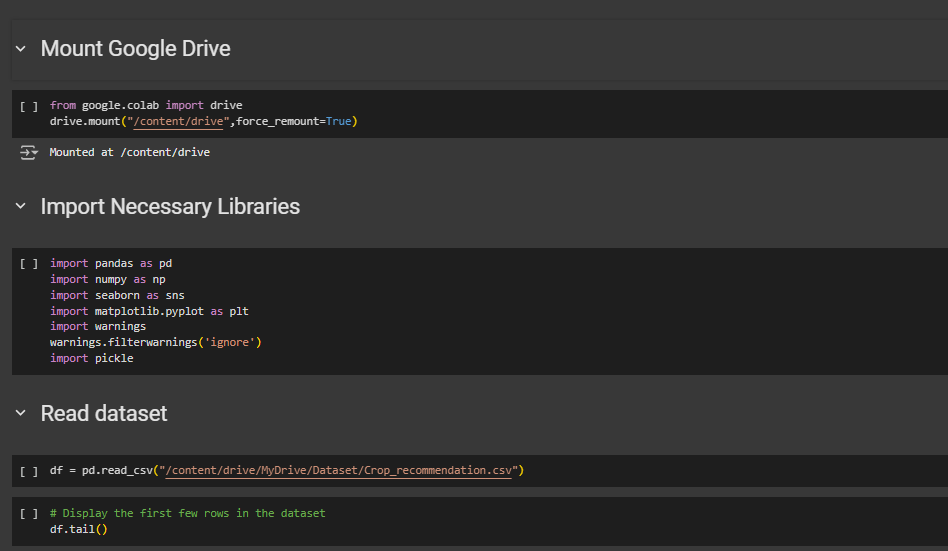 Mount Google Drive
[ ] from google.colab import drive
drive.mount("/content/drive",force_remount=True)
Mounted at /content/drive
Import Necessary Libraries
[ ] import pandas as pd
import numpy as np
import seaborn as sns
import matplotlib.pyplot as plt
import warnings
warnings.filterwarnings('ignore')
import pickle
Read dataset
[ ] df = pd.read_csv("/content/drive/MyDrive/Dataset/Crop_recommendation.csv")
[ ] # Display the first few rows in the dataset
df.tail()